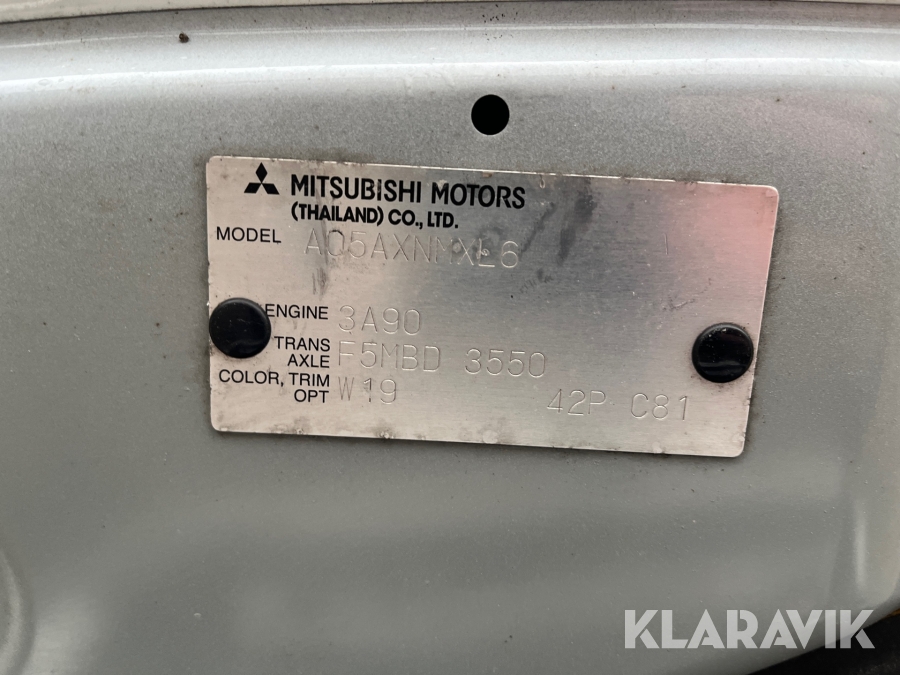 MITSUBISHI MOTORS
(THAILAND) CO., LTD.
MODEL A05AXNMXL6
ENGINE 3A90
TRANS AXLE F5MBD 3550
COLOR, TRIM OPT W19 42P C81
KLARAVIK